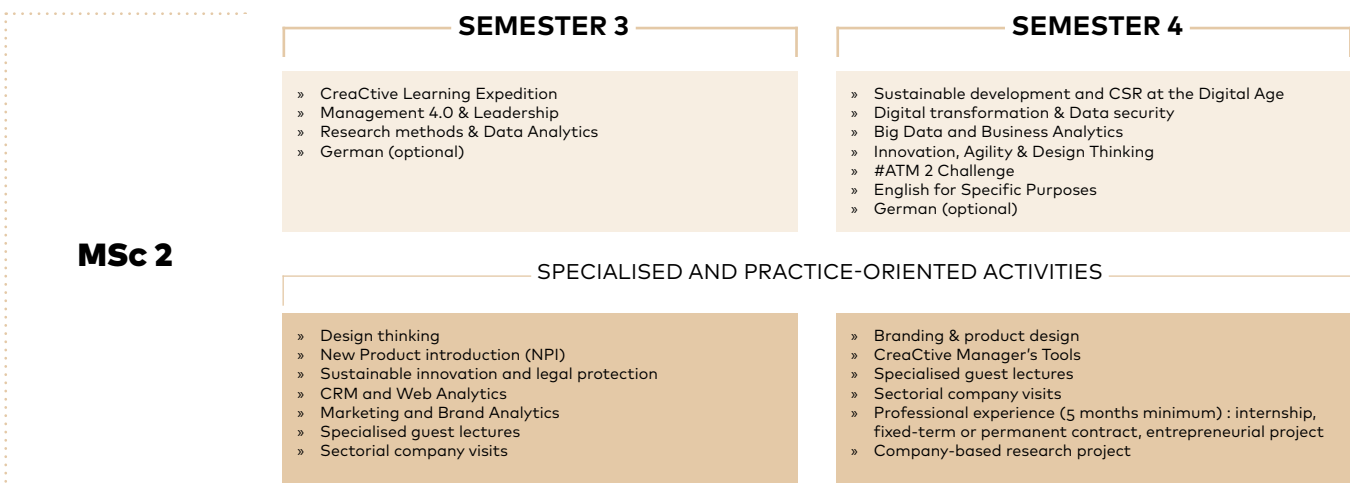 MSc 2
SEMESTER 3
» CreaCtive Learning Expedition
» Management 4.0 & Leadership
» Research methods & Data Analytics
» German (optional)
SEMESTER 4
» Sustainable development and CSR at the Digital Age
» Digital transformation & Data security
» Big Data and Business Analytics
» Innovation, Agility & Design Thinking
» #ATM 2 Challenge
» English for Specific Purposes
» German (optional)
SPECIALISED AND PRACTICE-ORIENTED ACTIVITIES
» Design thinking
» New Product introduction (NPI)
» Sustainable innovation and legal protection
» CRM and Web Analytics
» Marketing and Brand Analytics
» Specialised guest lectures
» Sectorial company visits
» Branding & product design
» CreaCtive Manager's Tools
» Specialised guest lectures
» Sectorial company visits
» Professional experience (5 months minimum) : internship,
fixed-term or permanent contract, entrepreneurial project
» Company-based research project